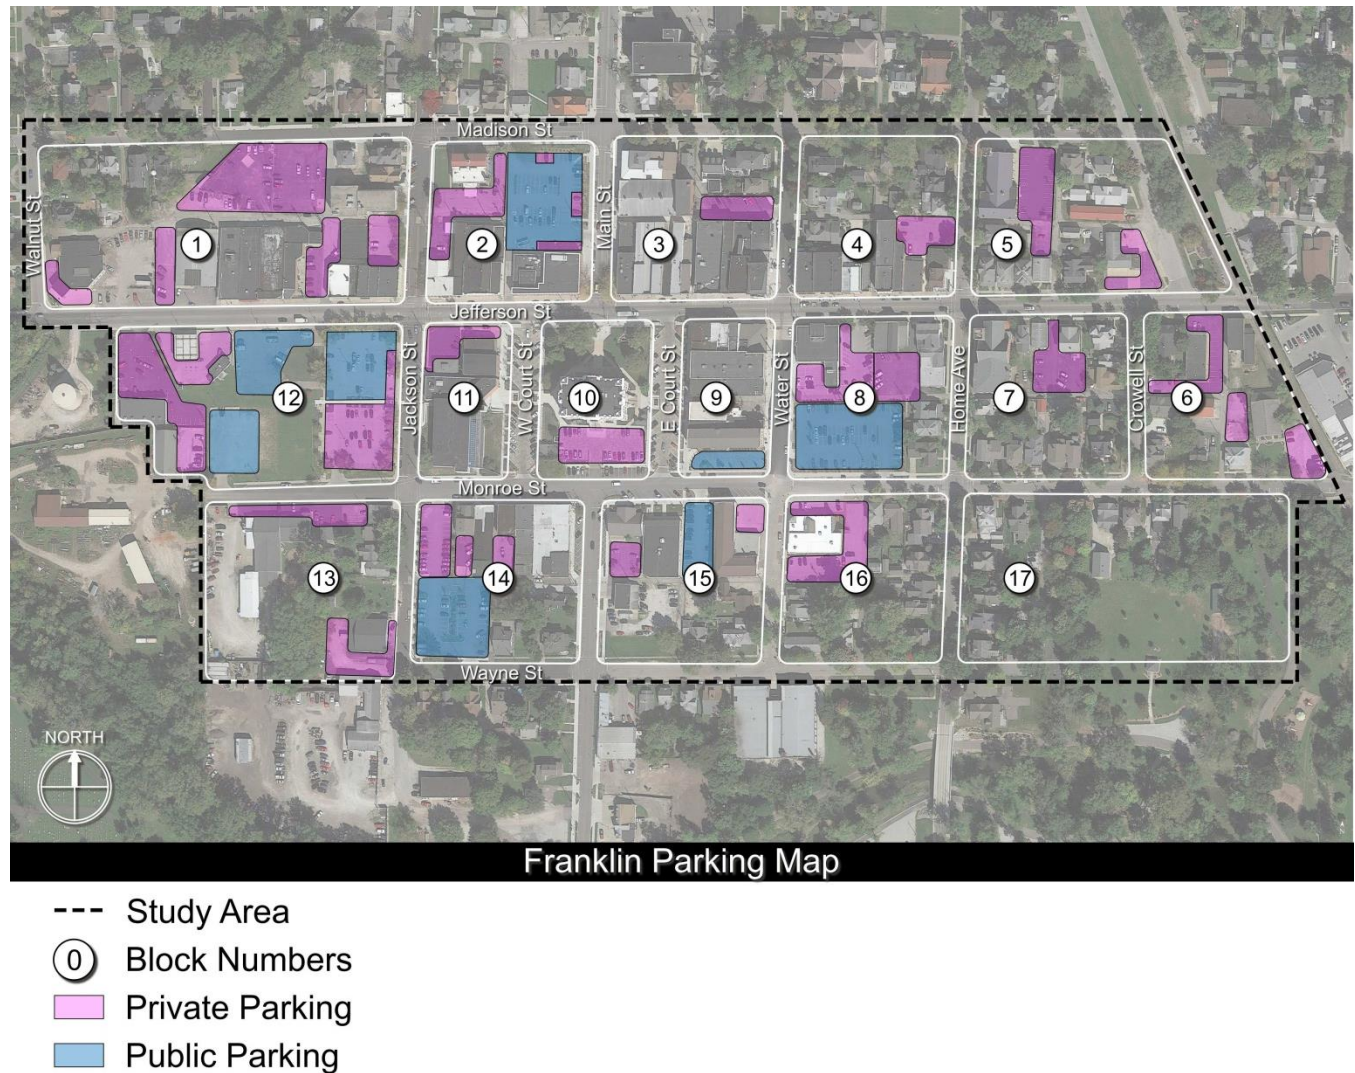 Madison St
Walnut St
Main St
1
2
3
4
5
Jefferson St
Jackson St
W. Court St
E Court St
Water St
Home Ave
Crowell St
12
11
10
9
8
7
6
Monroe St
13
14
15
16
17
Wayne St
NORTH
Franklin Parking Map
Study Area
0 Block Numbers
Private Parking
Public Parking